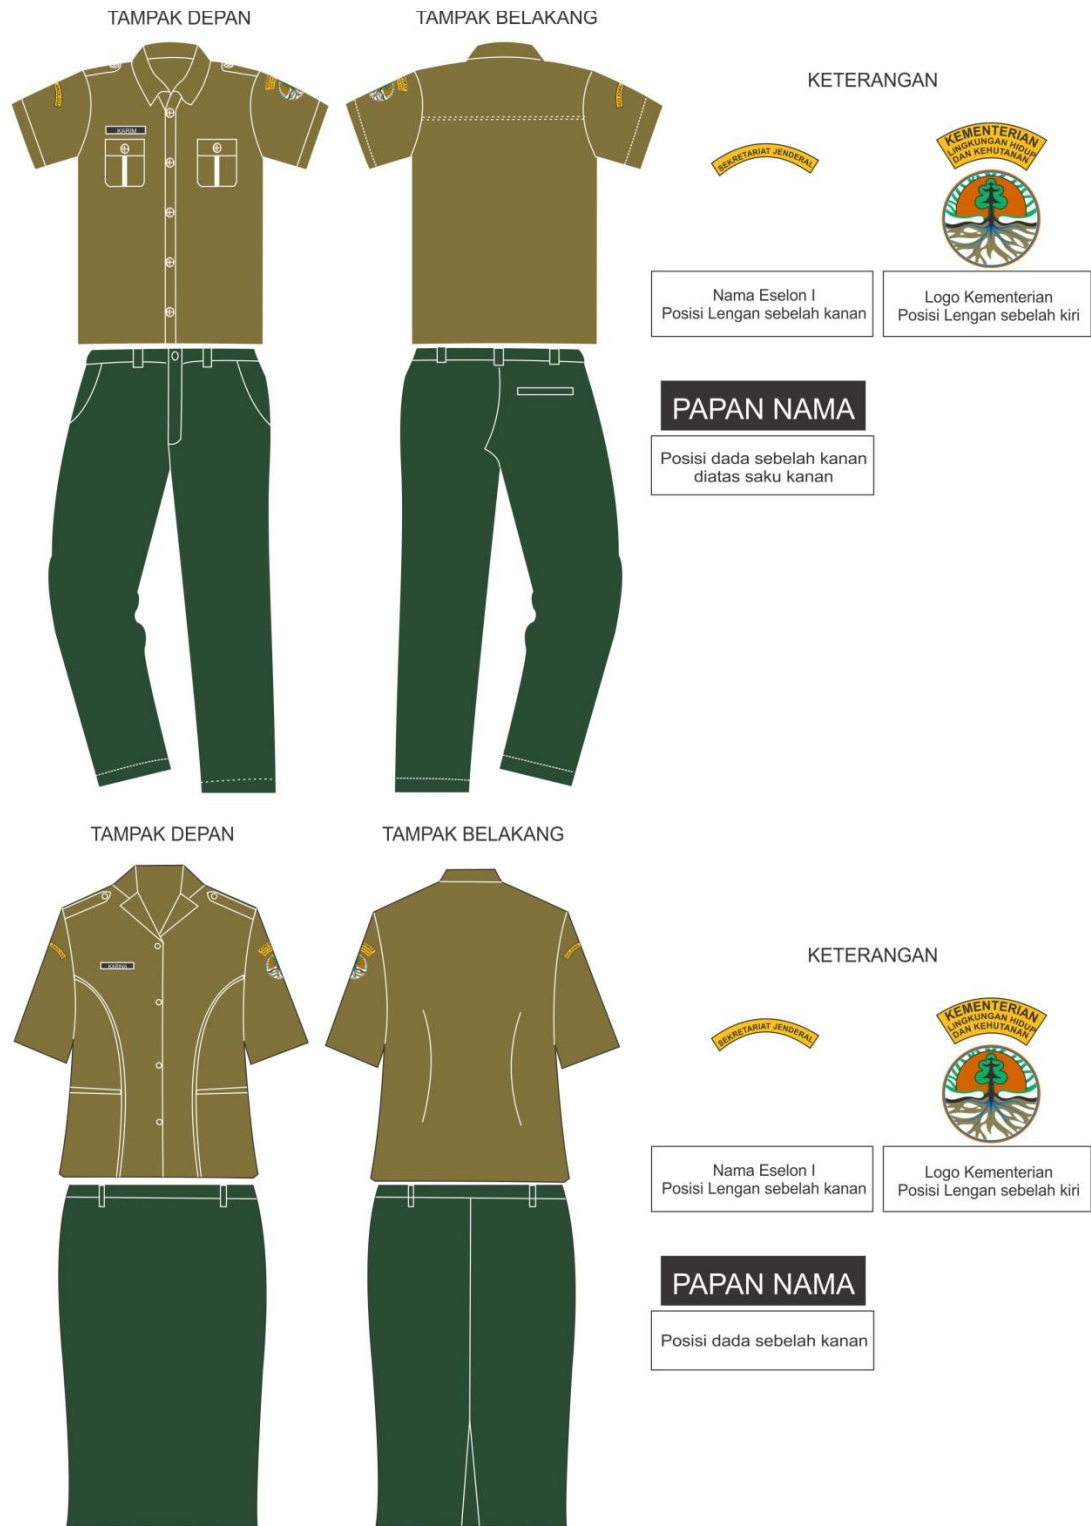 TAMPAK DEPAN
TAMPAK BELAKANG
KETERANGAN
KARIM
SEKRETARIAT JENDERAL
KEMENTERIAN
LINGKUNGAN HIDUP
DAN KEHUTANAN
Nama Eselon I
Posisi Lengan sebelah kanan
Logo Kementerian
Posisi Lengan sebelah kiri
PAPAN NAMA
Posisi dada sebelah kanan
diatas saku kanan
TAMPAK DEPAN
TAMPAK BELAKANG
KETERANGAN
KARINA
SEKRETARIAT JENDERAL
KEMENTERIAN
LINGKUNGAN HIDUP
DAN KEHUTANAN
Nama Eselon I
Posisi Lengan sebelah kanan
Logo Kementerian
Posisi Lengan sebelah kiri
PAPAN NAMA
Posisi dada sebelah kanan